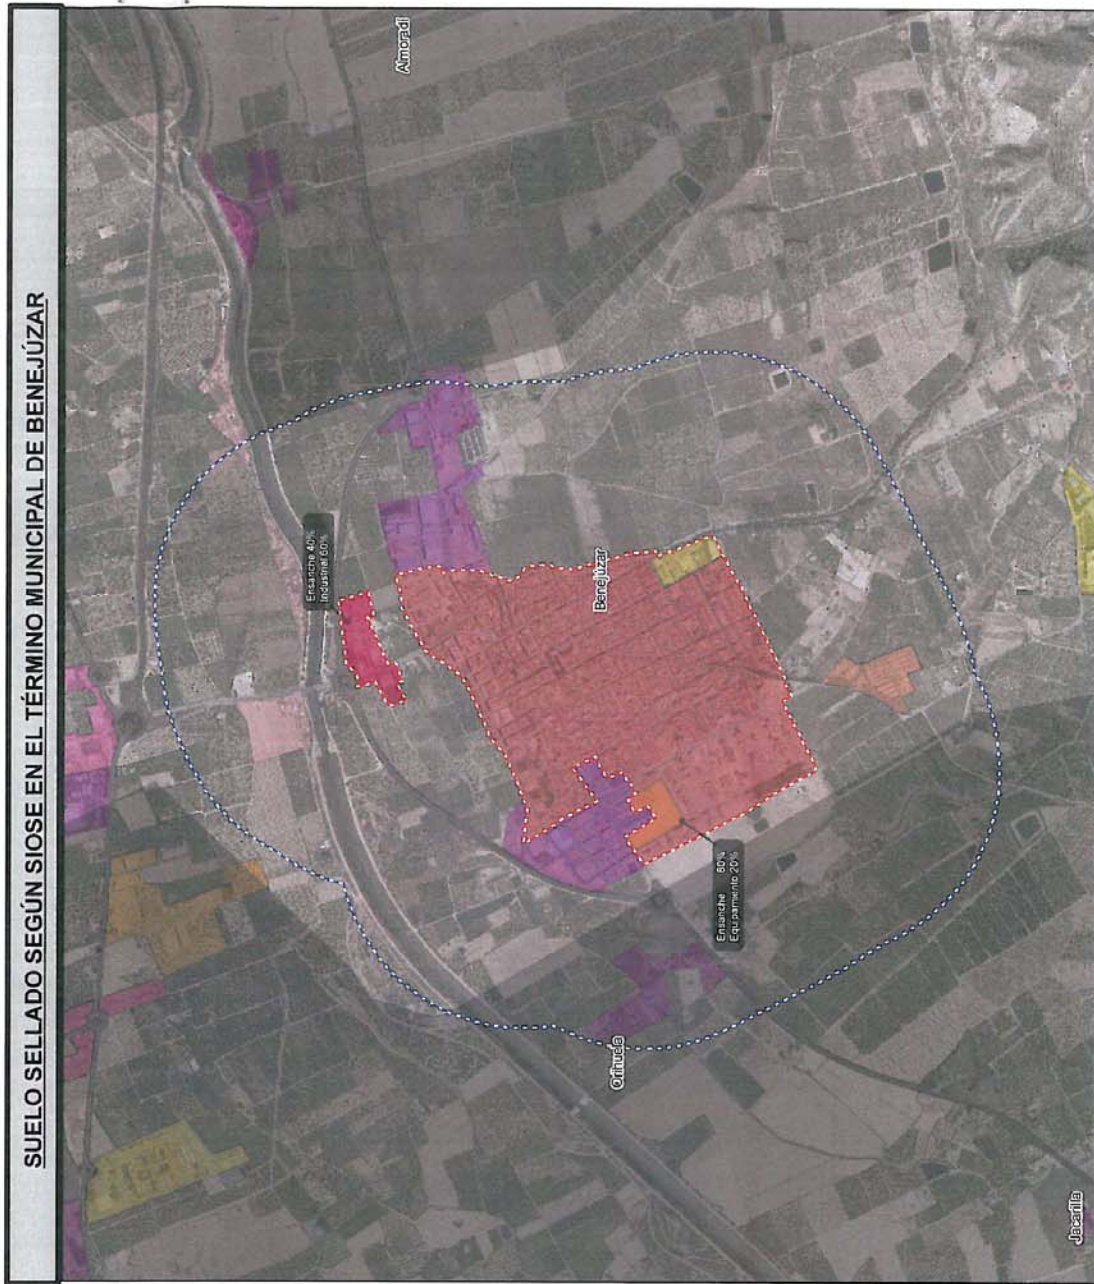 SUELO SELLADO SEGÚN SIOSE EN EL TÉRMINO MUNICIPAL DE BENEJÚZAR
Almoradí
Ensanche 40%
Industrial 60%
Benejúzar
Ensanche 80%
Equipamiento 20%
Orihuela
Jacarilla